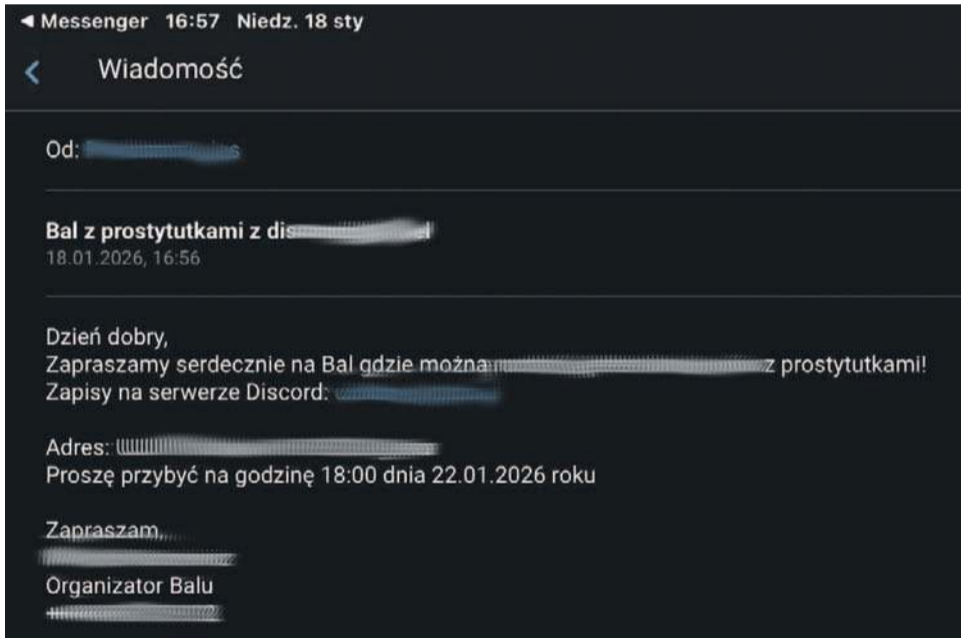 ◀ Messenger 16:57 Niedz. 18 sty
Wiadomość
Od:
Bal z prostytutkami z dis
18.01.2026, 16:56
Dzień dobry,
Zapraszamy serdecznie na Bal gdzie można z prostytutkami!
Zapisy na serwerze Discord:
Adres:
Proszę przybyć na godzinę 18:00 dnia 22.01.2026 roku
Zapraszam,
Organizator Balu